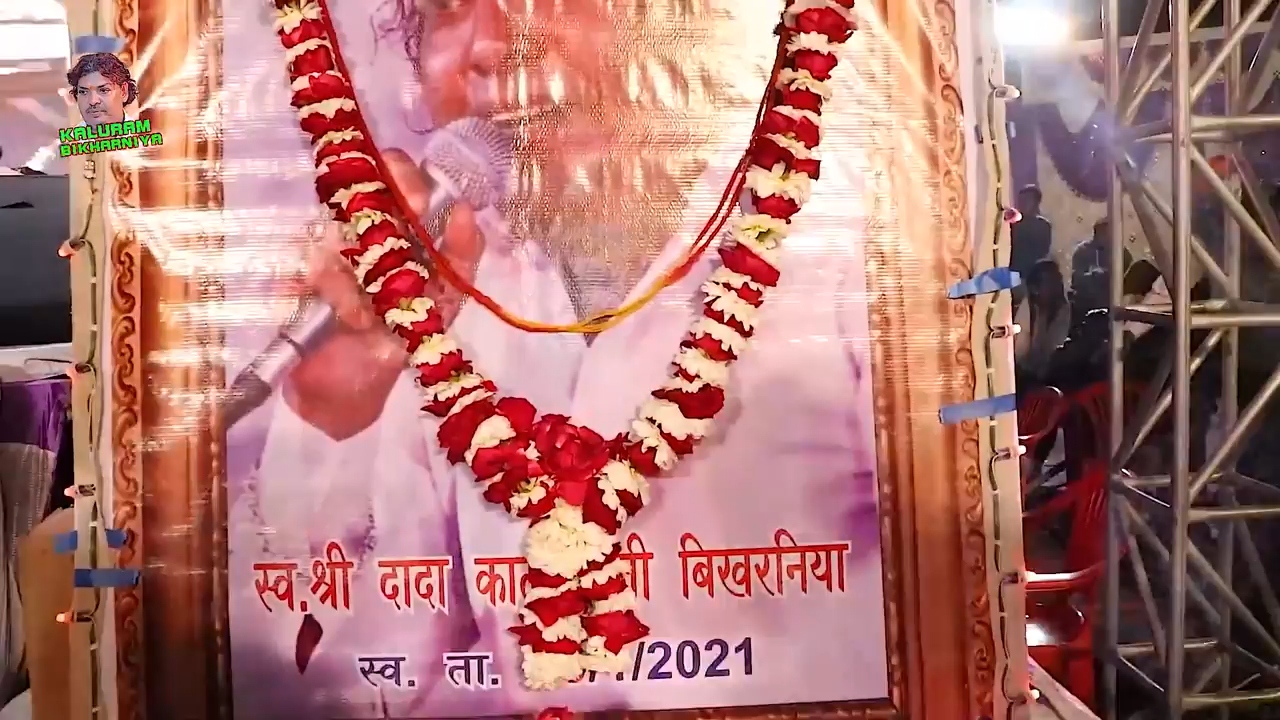 KALURAM
BIKHARNIYA
स्व.श्री दादा बिखरनिया
स्व. ता. /2021